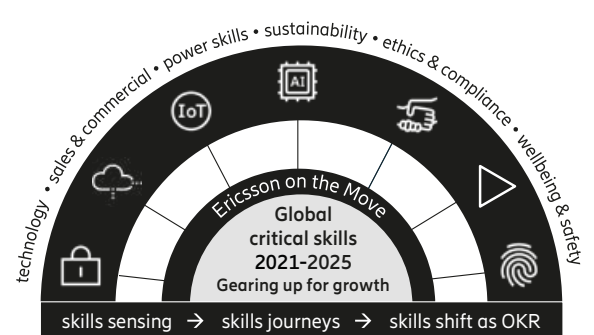 technology • sales & commercial • power skills • sustainability • ethics & compliance • wellbeing & safety
AI
IoT
Ericsson on the Move
Global
critical skills
2021-2025
Gearing up for growth
skills sensing → skills journeys → skills shift as OKR